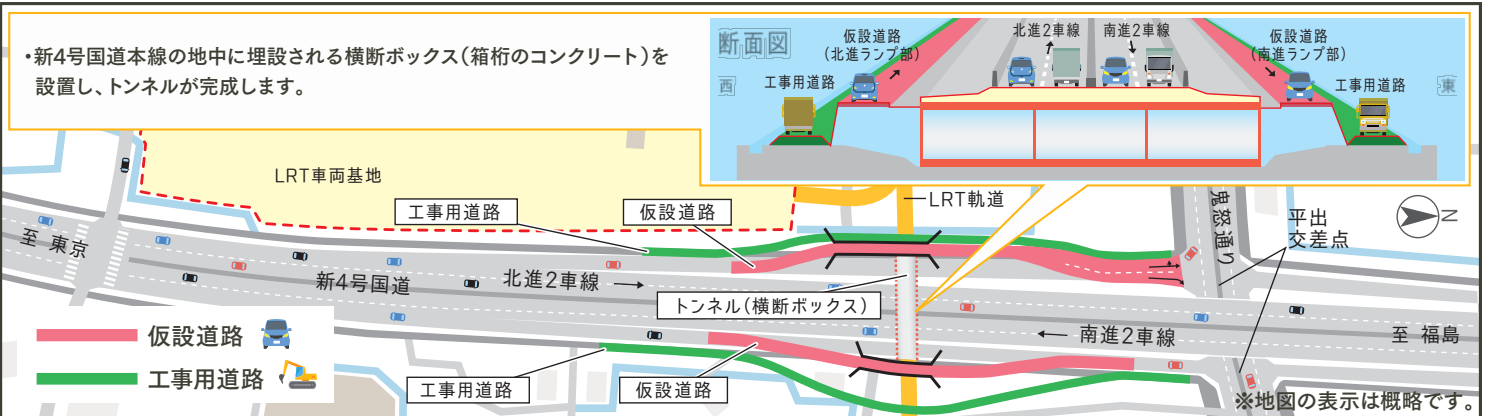 ・新4号国道本線の地中に埋設される横断ボックス(箱桁のコンクリート)を
設置し、トンネルが完成します。
断面図
西
東
工事用道路
仮設道路
(北進ランプ部)
北進2車線
南進2車線
仮設道路
(南進ランプ部)
工事用道路
LRT車両基地
工事用道路
仮設道路
LRT軌道
鬼怒通り
平出
交差点
N
至 東京
新4号国道
北進2車線
トンネル(横断ボックス)
南進2車線
至 福島
仮設道路
工事用道路
工事用道路
仮設道路
※地図の表示は概略です。